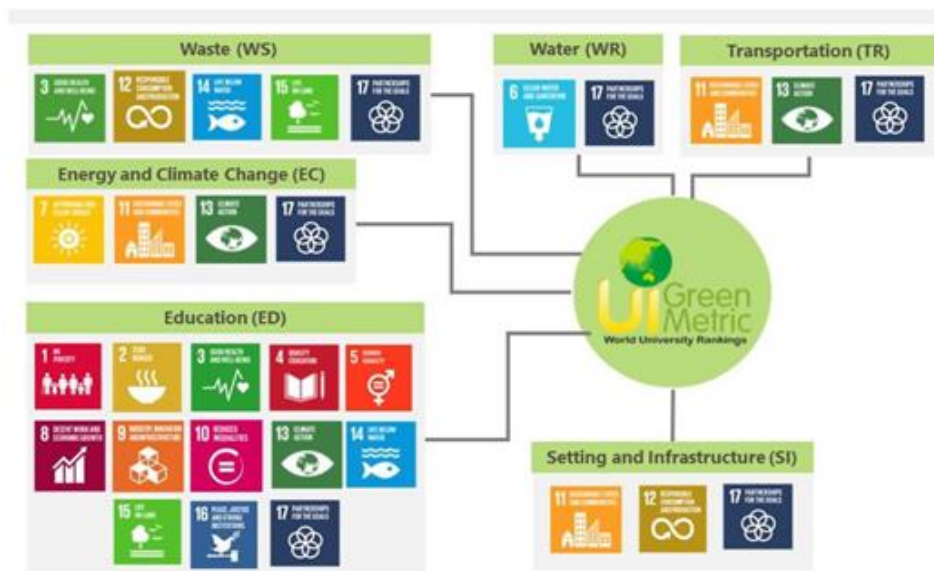 Waste (WS)
3 GOOD HEALTH
AND WELL-BEING
12 RESPONSIBLE
CONSUMPTION
AND PRODUCTION
14 LIFE BELOW
WATER
15 LIFE
ON LAND
17 PARTNERSHIPS
FOR THE GOALS
Water (WR)
6 CLEAN WATER
AND SANITATION
17 PARTNERSHIPS
FOR THE GOALS
Transportation (TR)
11 SUSTAINABLE CITIES
AND COMMUNITIES
13 CLIMATE
ACTION
17 PARTNERSHIPS
FOR THE GOALS
Energy and Climate Change (EC)
7 AFFORDABLE AND
CLEAN ENERGY
11 SUSTAINABLE CITIES
AND COMMUNITIES
13 CLIMATE
ACTION
17 PARTNERSHIPS
FOR THE GOALS
UI Green
Metric
World University Rankings
Education (ED)
1 NO
POVERTY
2 ZERO
HUNGER
3 GOOD HEALTH
AND WELL-BEING
4 QUALITY
EDUCATION
5 GENDER
EQUALITY
8 DECENT WORK AND
ECONOMIC GROWTH
9 INDUSTRY, INNOVATION
AND INFRASTRUCTURE
10 REDUCED
INEQUALITIES
13 CLIMATE
ACTION
14 LIFE BELOW
WATER
15 LIFE
ON LAND
16 PEACE, JUSTICE
AND STRONG
INSTITUTIONS
17 PARTNERSHIPS
FOR THE GOALS
Setting and Infrastructure (SI)
11 SUSTAINABLE CITIES
AND COMMUNITIES
12 RESPONSIBLE
CONSUMPTION
AND PRODUCTION
17 PARTNERSHIPS
FOR THE GOALS